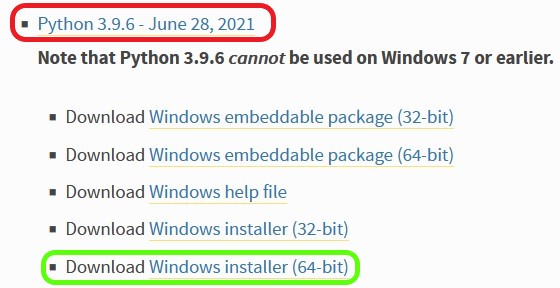 Python 3.9.6 - June 28, 2021
Note that Python 3.9.6 cannot be used on Windows 7 or earlier.
Download Windows embeddable package (32-bit)
Download Windows embeddable package (64-bit)
Download Windows help file
Download Windows installer (32-bit)
Download Windows installer (64-bit)